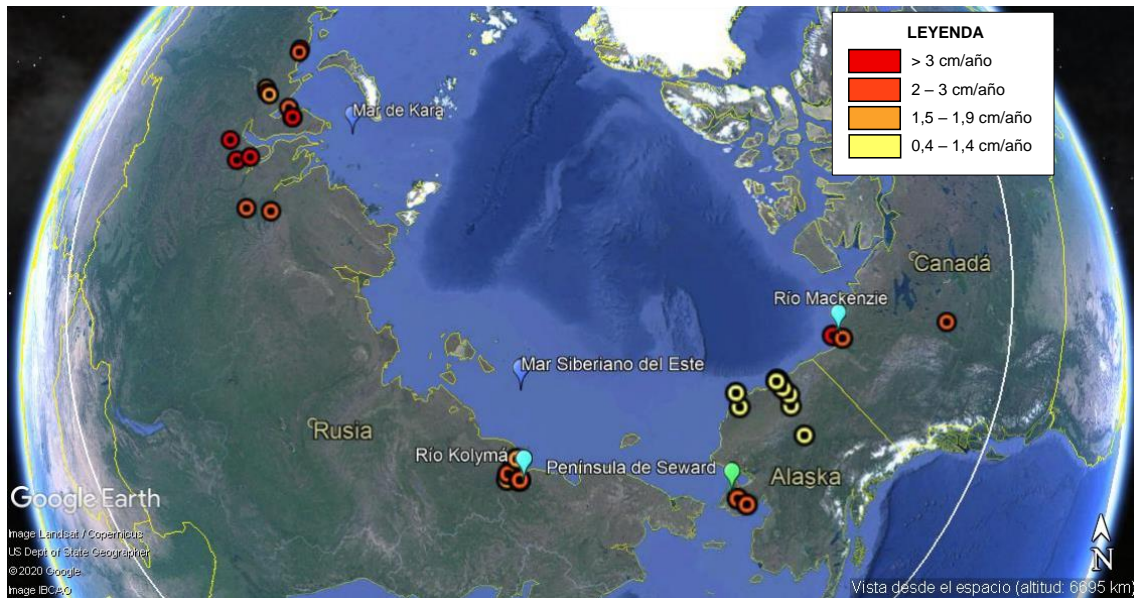 LEYENDA
> 3 cm/año
2 – 3 cm/año
1,5 – 1,9 cm/año
0,4 – 1,4 cm/año
Mar de Kara
Canadá
Río Mackenzie
Mar Siberiano del Este
Rusia
Río Kolymá
Península de Seward
Alaska
Google Earth
Image Landsat / Copernicus
US Dept of State Geographer
© 2020 Google
Image IBCAO
N
Vista desde el espacio (altitud: 6695 km)